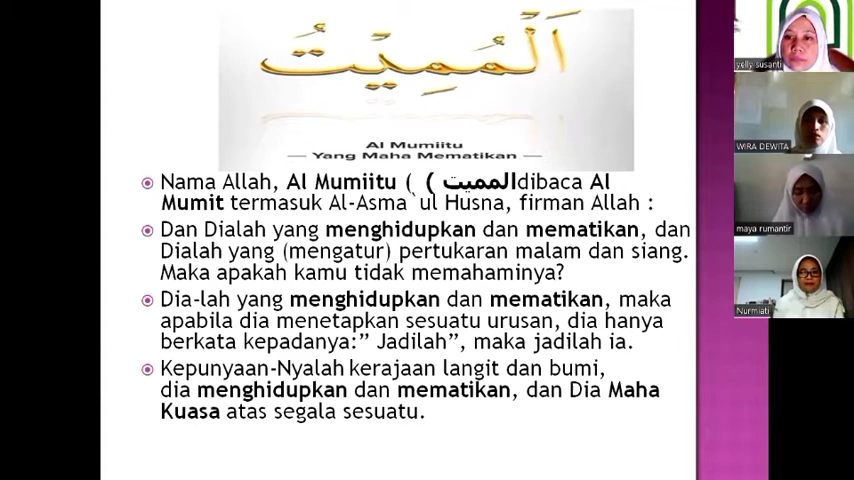 اَلْمُمِيْتُ
Al Mumiitu
Yang Maha Mematikan
Nama Allah, Al Mumiitu ( المميت ) dibaca Al
Mumit termasuk Al-Asma`ul Husna, firman Allah :
Dan Dialah yang menghidupkan dan mematikan, dan
Dialah yang (mengatur) pertukaran malam dan siang.
Maka apakah kamu tidak memahaminya?
Dia-lah yang menghidupkan dan mematikan, maka
apabila dia menetapkan sesuatu urusan, dia hanya
berkata kepadanya:” Jadilah”, maka jadilah ia.
Kepunyaan-Nyalah kerajaan langit dan bumi,
dia menghidupkan dan mematikan, dan Dia Maha
Kuasa atas segala sesuatu.
yelly susanti
WIRA DEWITA
maya rumantir
Nurmiati